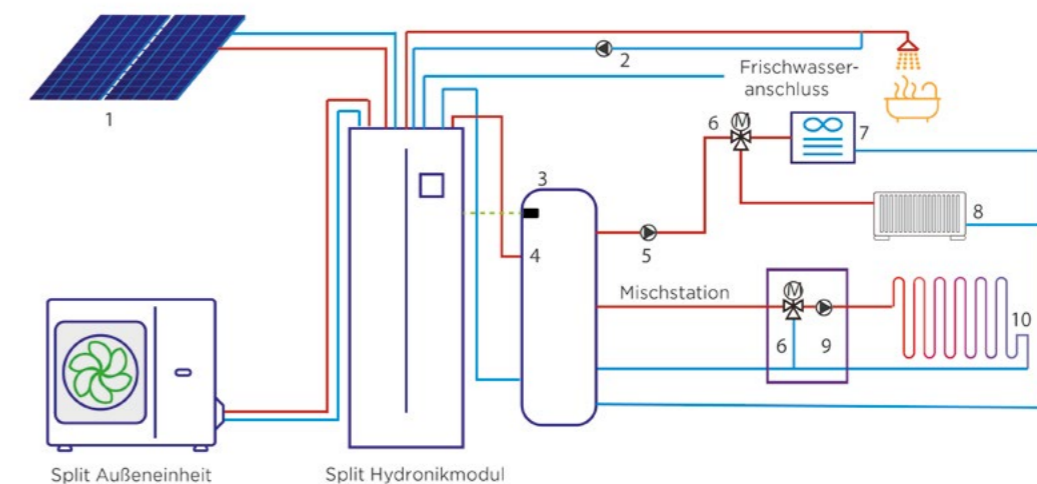 1
2
Frischwasser-
anschluss
6
M
7
3
8
4
5
Mischstation
M
10
6
9
Split Außeneinheit
Split Hydronikmodul